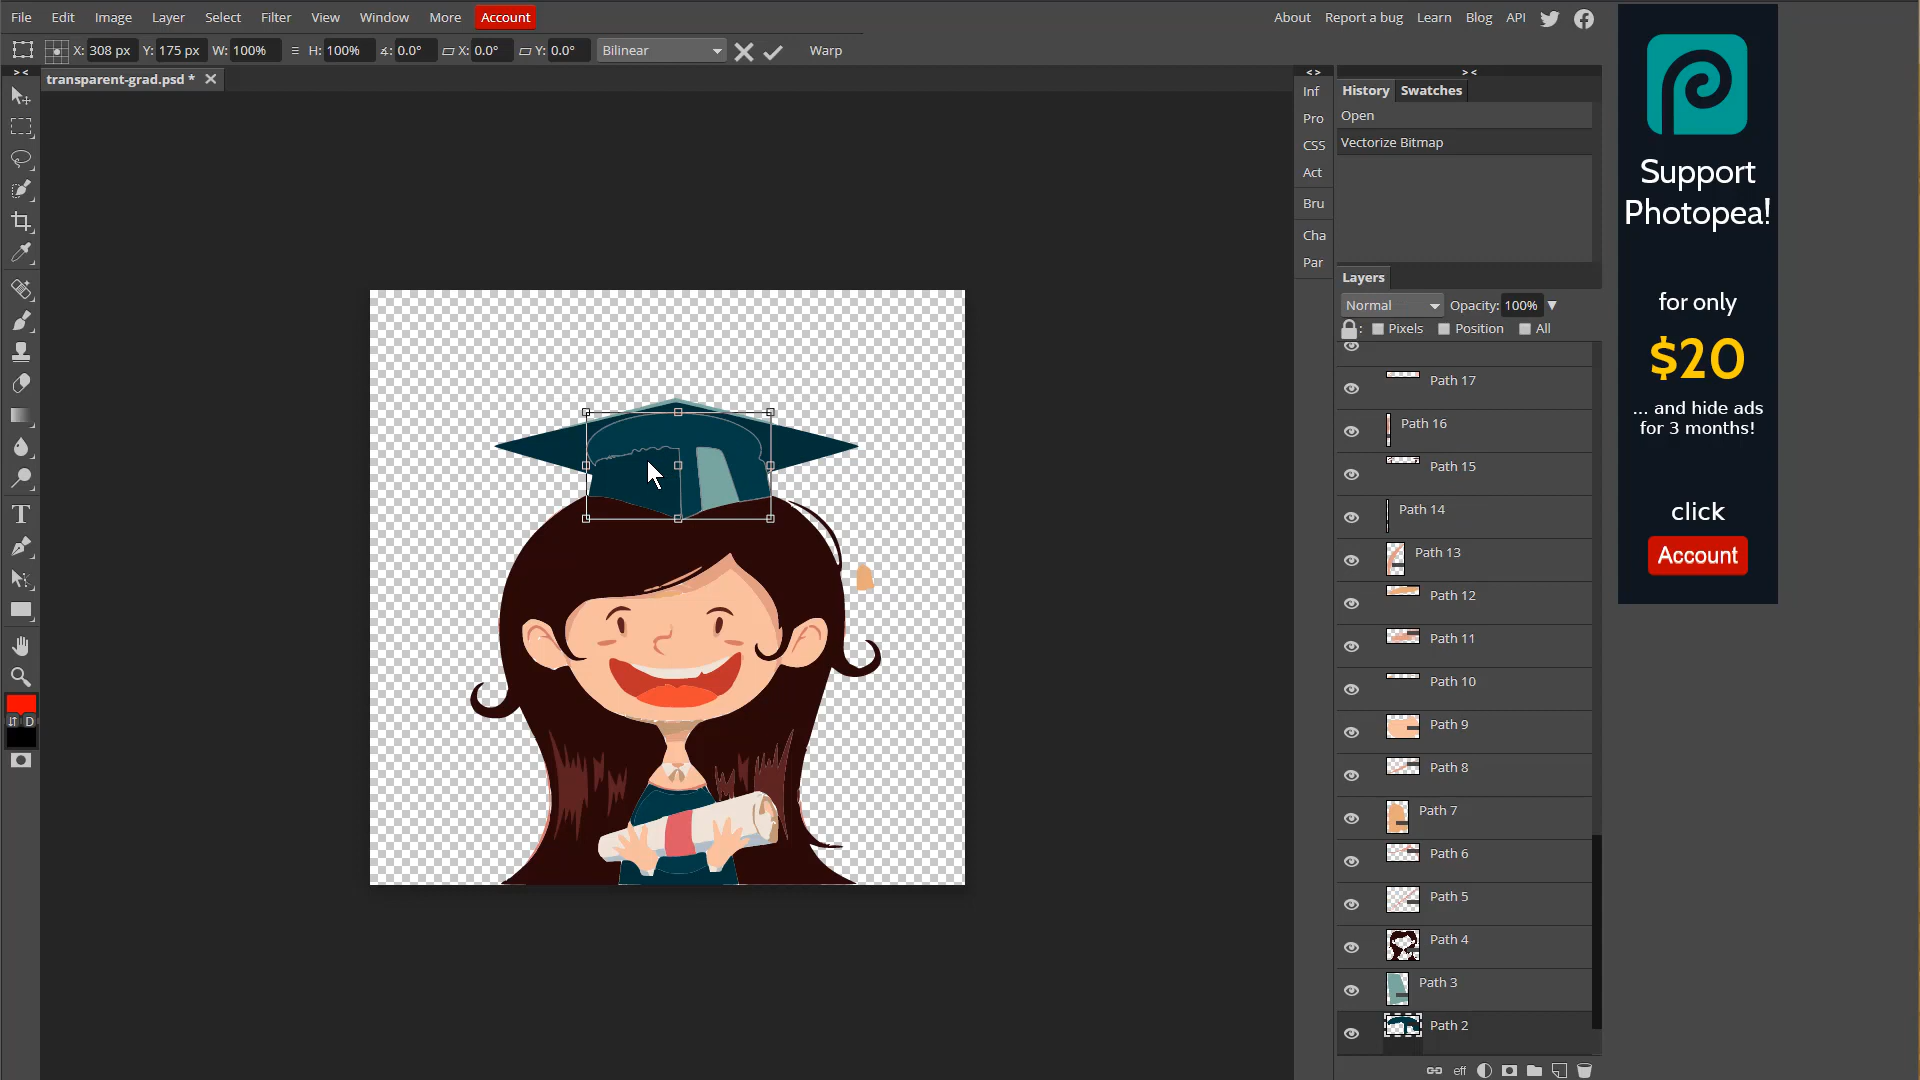 File Edit Image Layer Select Filter View Window More Account
About Report a bug Learn Blog API
X: 308 px Y: 175 px W: 100% H: 100% 0.0° X: 0.0° Y: 0.0° Bilinear Warp
> <
transparent-grad.psd *
< >
> <
Inf
Pro
CSS
Act
Bru
Cha
Par
History Swatches
Open
Vectorize Bitmap
Layers
Normal Opacity: 100%
: Pixels Position All
Path 17
Path 16
Path 15
Path 14
Path 13
Path 12
Path 11
Path 10
Path 9
Path 8
Path 7
Path 6
Path 5
Path 4
Path 3
Path 2
eff
T
D
Support
Photopea!
for only
$20
... and hide ads
for 3 months!
click
Account